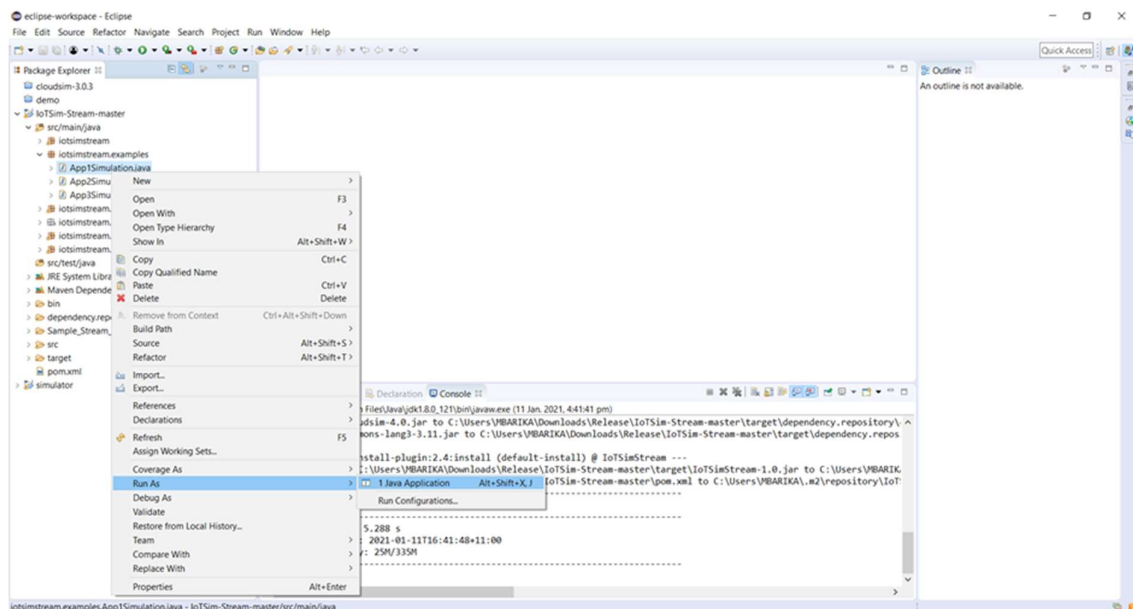 eclipse-workspace - Eclipse
File Edit Source Refactor Navigate Search Project Run Window Help
Quick Access
Package Explorer
cloudsim-3.0.3
demo
IoTSim-Stream-master
src/main/java
iotsimstream
iotsimstream.examples
App1Simulation.java
App2Simu
App3Simu
iotsimstream.
iotsimstream.
iotsimstream.
iotsimstream.
src/test/java
JRE System Libra
Maven Depende
bin
dependency.rep
Sample_Stream_
src
target
pom.xml
simulator
New
Open F3
Open With
Open Type Hierarchy F4
Show In Alt+Shift+W
Copy Ctrl+C
Copy Qualified Name
Paste Ctrl+V
Delete Delete
Remove from Context Ctrl+Alt+Shift+Down
Build Path
Source Alt+Shift+S
Refactor Alt+Shift+T
Import...
Export...
References
Declarations
Refresh F5
Assign Working Sets...
Coverage As
Run As
Debug As
Validate
Restore from Local History...
Team
Compare With
Replace With
Properties Alt+Enter
1 Java Application Alt+Shift+X, J
Run Configurations...
Outline
An outline is not available.
Declaration Console
Files\Java\jdk1.8.0_121\bin\javaw.exe (11 Jan. 2021, 4:41:41 pm)
udsim-4.0.jar to C:\Users\MBARIKA\Downloads\Release\IoTSim-Stream-master\target\dependency.repository\
mons-lang3-3.11.jar to C:\Users\MBARIKA\Downloads\Release\IoTSim-Stream-master\target\dependency.repos
nstall-plugin:2.4:install (default-install) @ IoTSimStream ---
C:\Users\MBARIKA\Downloads\Release\IoTSim-Stream-master\target\IoTSimStream-1.0.jar to C:\Users\MBARIK
IoTSim-Stream-master\pom.xml to C:\Users\MBARIKA\.m2\repository\IoT
5.288 s
: 2021-01-11T16:41:48+11:00
y: 25M/335M
iotsimstream.examples.App1Simulation.java - IoTSim-Stream-master/src/main/java